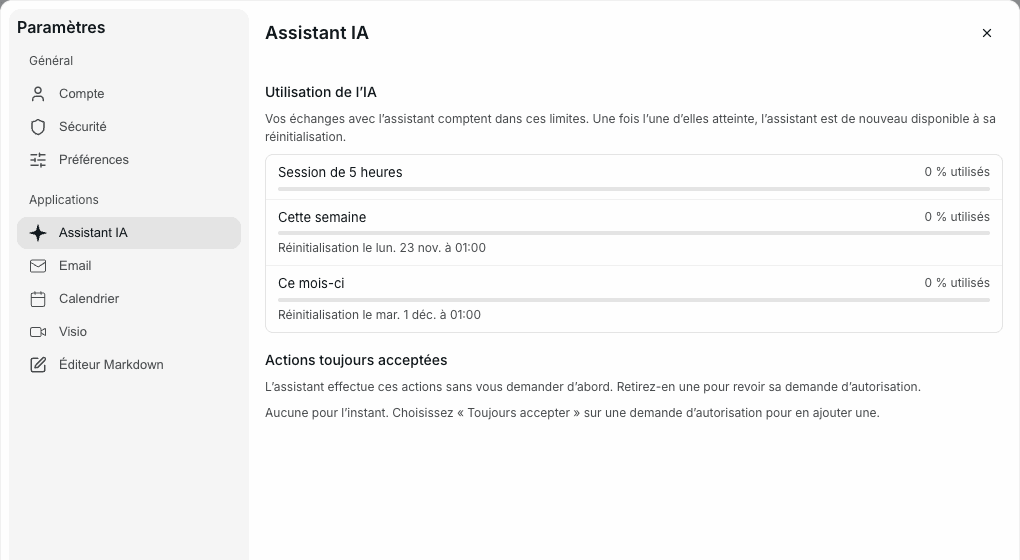 Paramètres
Général
Compte
Sécurité
Préférences
Applications
Assistant IA
Email
Calendrier
Visio
Éditeur Markdown
Assistant IA
Utilisation de l’IA
Vos échanges avec l’assistant comptent dans ces limites. Une fois l’une d’elles atteinte, l’assistant est de nouveau disponible à sa
réinitialisation.
Session de 5 heures 0 % utilisés
Cette semaine 0 % utilisés
Réinitialisation le lun. 23 nov. à 01:00
Ce mois-ci 0 % utilisés
Réinitialisation le mar. 1 déc. à 01:00
Actions toujours acceptées
L’assistant effectue ces actions sans vous demander d’abord. Retirez-en une pour revoir sa demande d’autorisation.
Aucune pour l’instant. Choisissez « Toujours accepter » sur une demande d’autorisation pour en ajouter une.